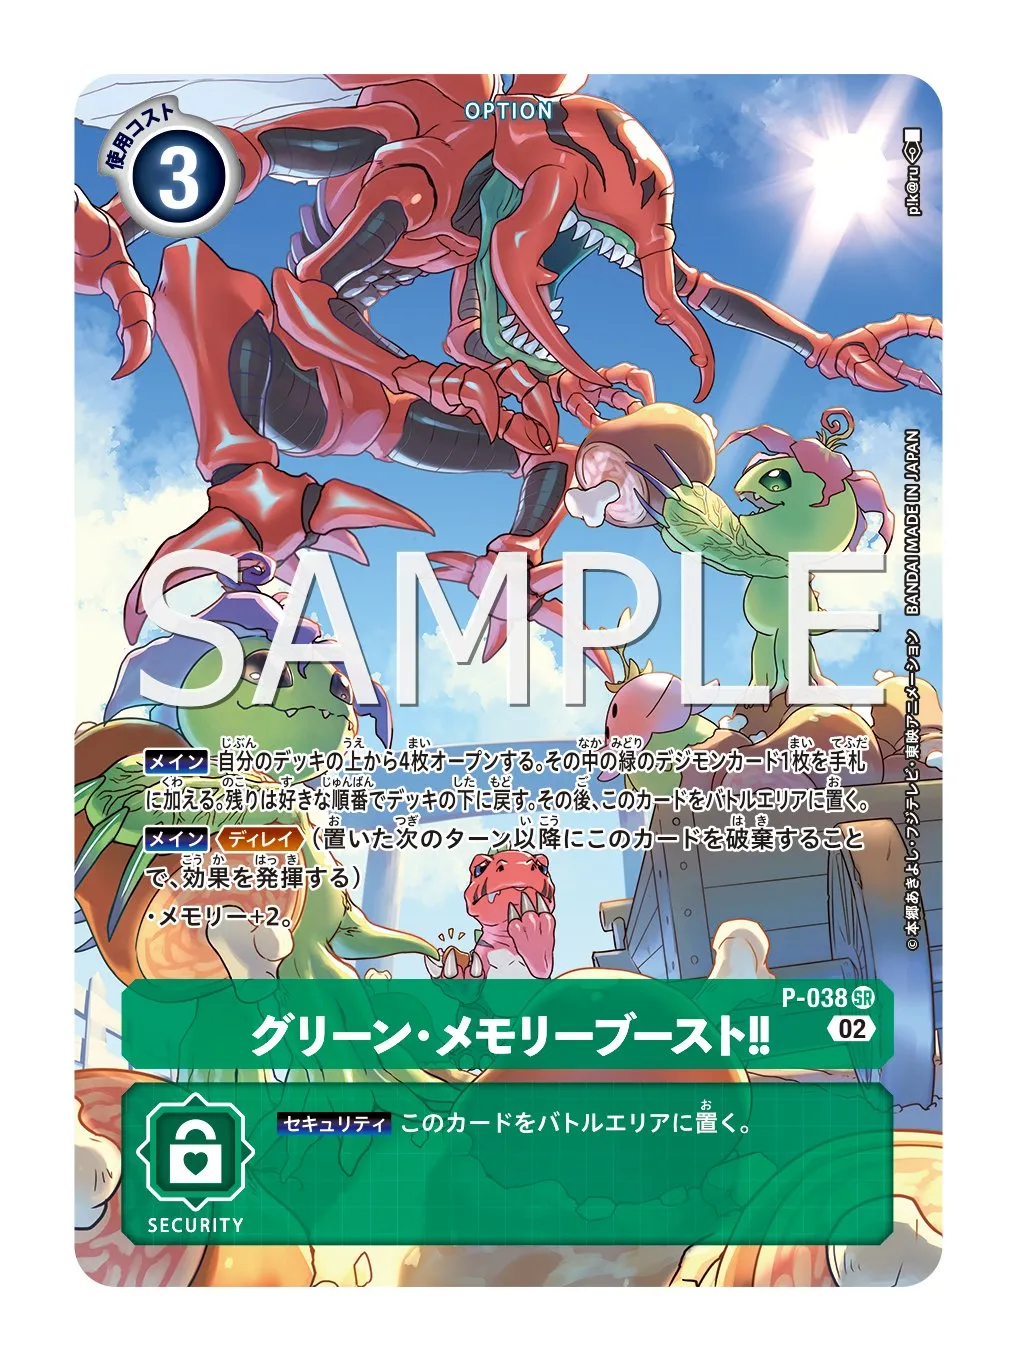 OPTION
使用コスト
3
p!k@ru
SAMPLE
メイン 自分のデッキの上から4枚オープンする。その中の緑のデジモンカード1枚を手札
に加える。残りは好きな順番でデッキの下に戻す。その後、このカードをバトルエリアに置く。
メイン ディレイ (置いた次のターン以降にこのカードを破棄すること
で、効果を発揮する)
・メモリー+2。
©本郷あきよし・フジテレビ・東映アニメーション BANDAI MADE IN JAPAN
P-038 SR
グリーン・メモリーブースト!!
02
セキュリティ このカードをバトルエリアに置く。
SECURITY